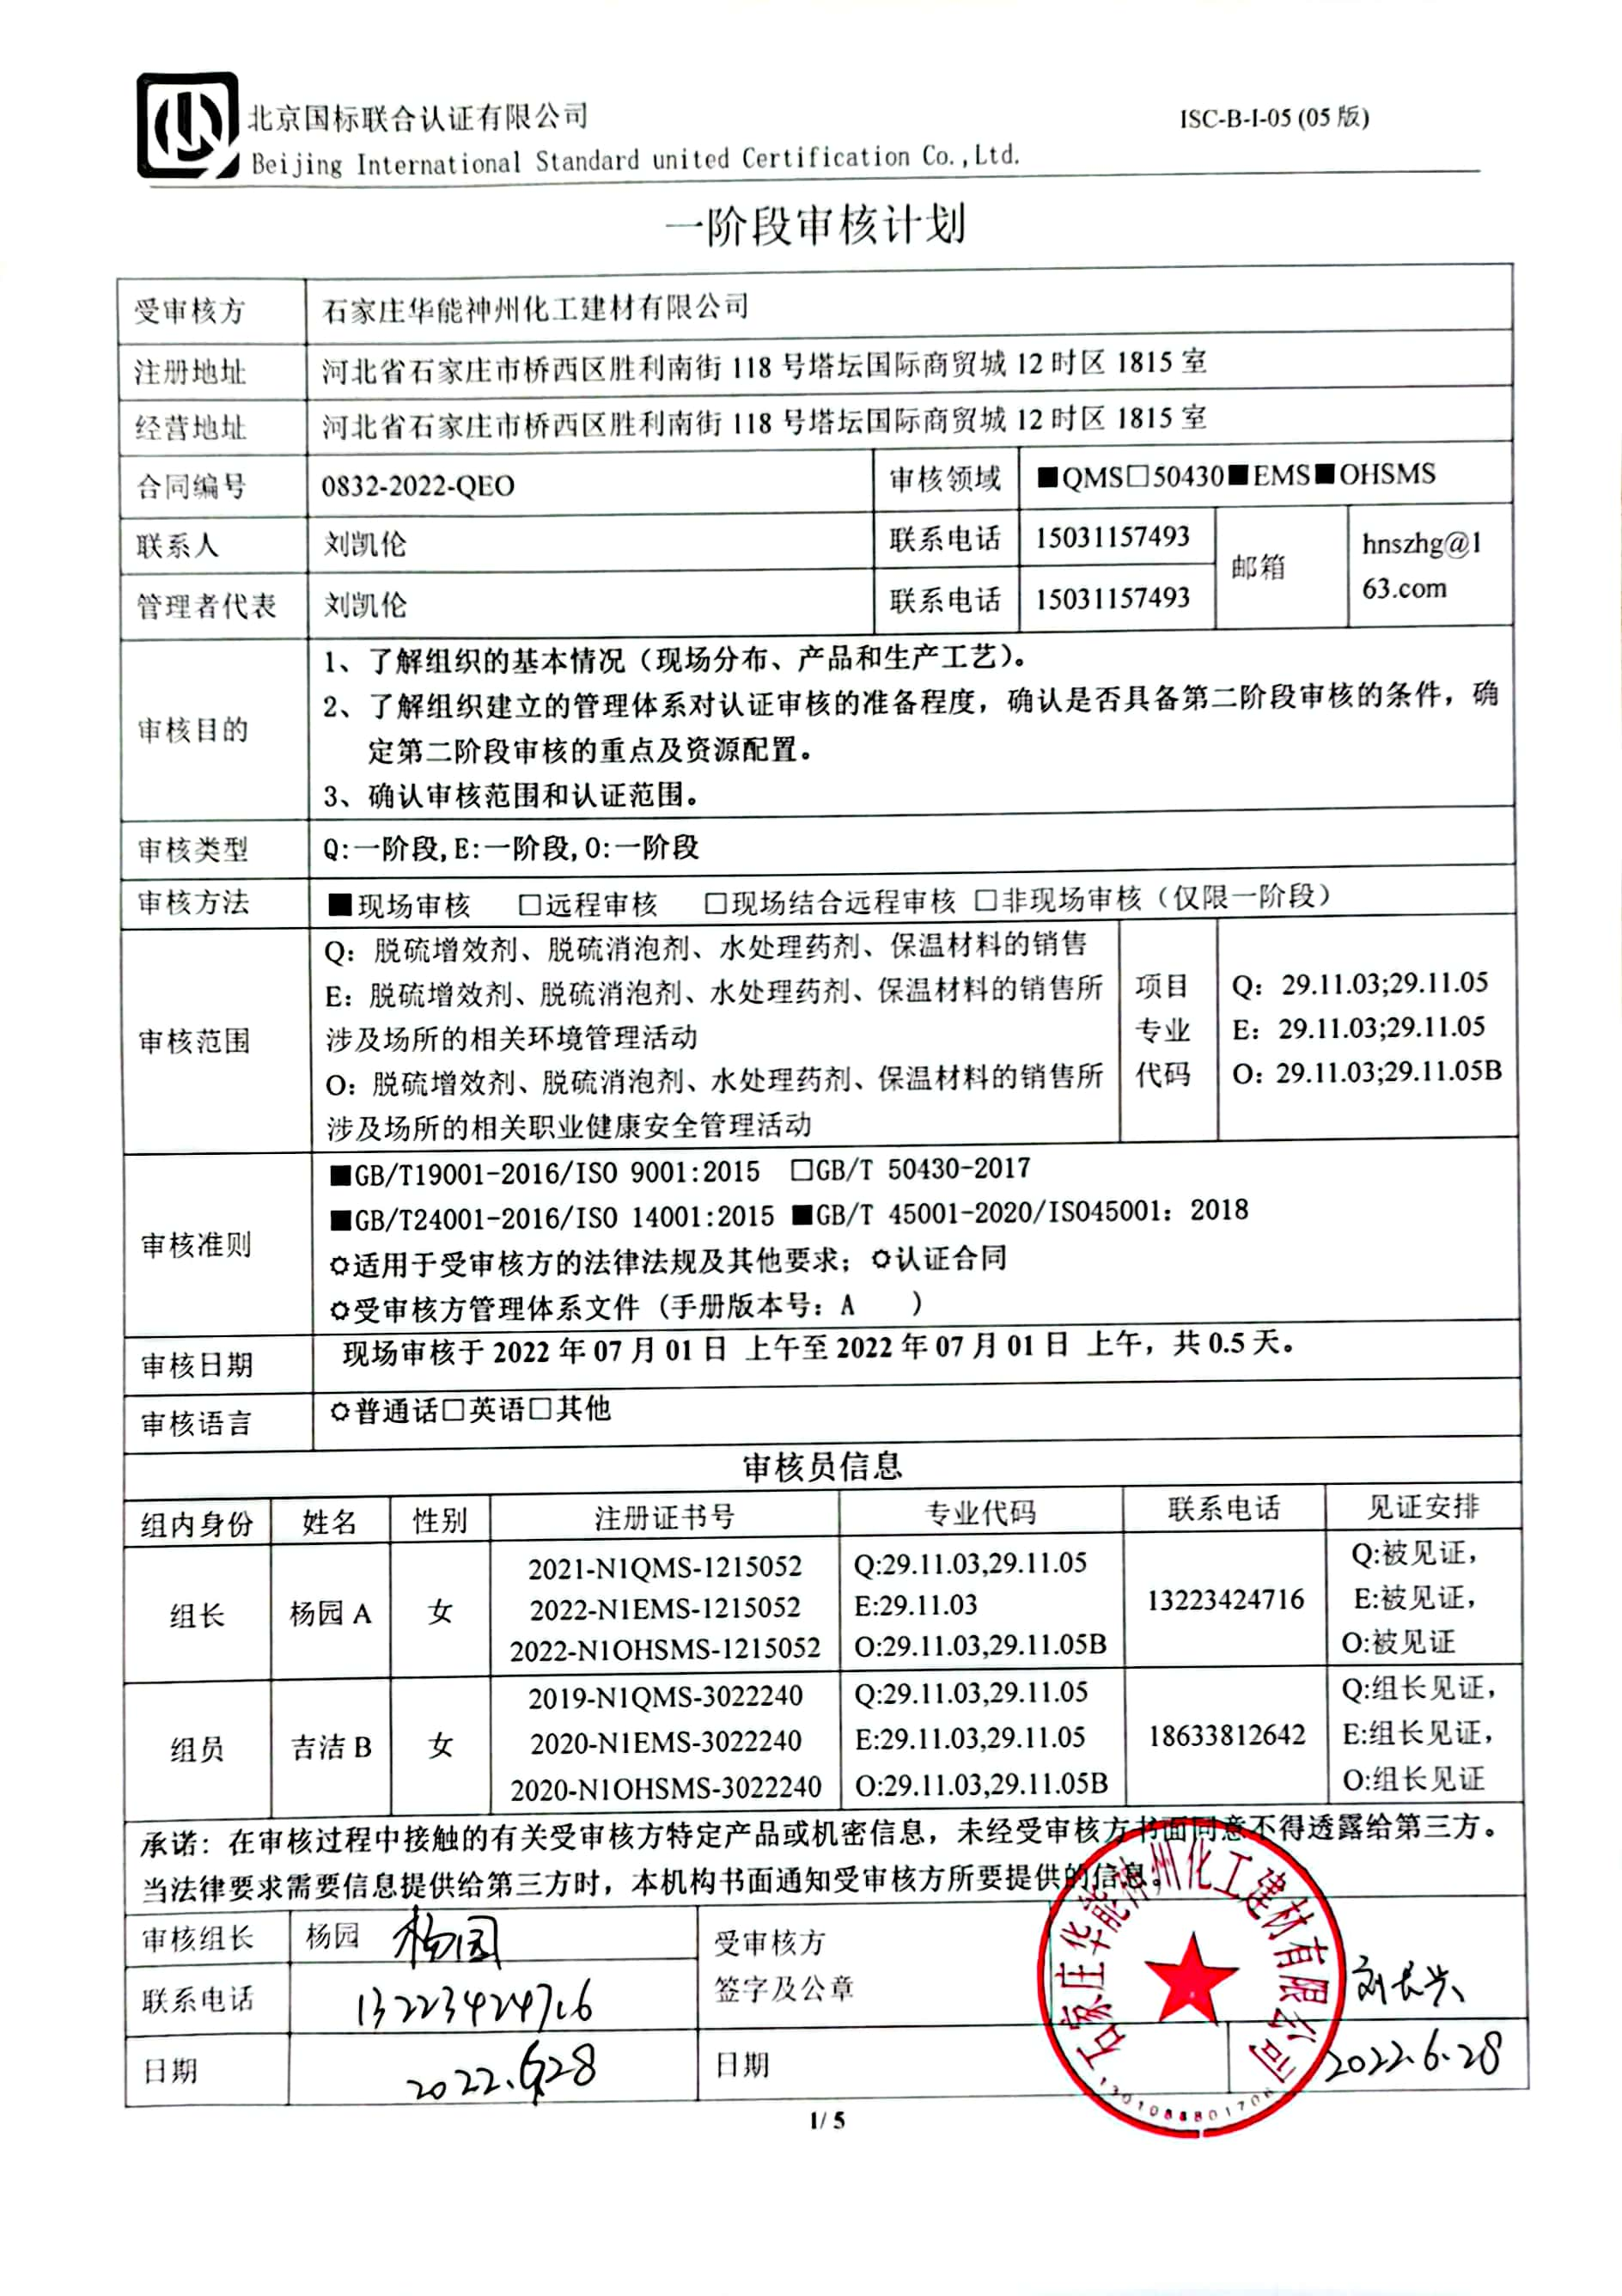 北京国标联合认证有限公司 ISC-B-I-05 (05 版)
Beijing International Standard united Certification Co.,Ltd.
一阶段审核计划
受审核方 石家庄华能神州化工建材有限公司
注册地址 河北省石家庄市桥西区胜利南街 118 号塔坛国际商贸城 12 时区 1815 室
经营地址 河北省石家庄市桥西区胜利南街 118 号塔坛国际商贸城 12 时区 1815 室
合同编号 0832-2022-QEO 审核领域 ■QMS□50430■EMS■OHSMS
联系人 刘凯伦 联系电话 15031157493 邮箱 hnszhg@1
63.com
管理者代表 刘凯伦 联系电话 15031157493
审核目的
1、了解组织的基本情况（现场分布、产品和生产工艺）。
2、了解组织建立的管理体系对认证审核的准备程度，确认是否具备第二阶段审核的条件，确
定第二阶段审核的重点及资源配置。
3、确认审核范围和认证范围。
审核类型 Q:一阶段,E:一阶段,O:一阶段
审核方法 ■现场审核 □远程审核 □现场结合远程审核 □非现场审核（仅限一阶段）
审核范围
Q：脱硫增效剂、脱硫消泡剂、水处理药剂、保温材料的销售
E：脱硫增效剂、脱硫消泡剂、水处理药剂、保温材料的销售所
涉及场所的相关环境管理活动
O：脱硫增效剂、脱硫消泡剂、水处理药剂、保温材料的销售所
涉及场所的相关职业健康安全管理活动
项目
专业
代码
Q：29.11.03;29.11.05
E：29.11.03;29.11.05
O：29.11.03;29.11.05B
审核准则
■GB/T19001-2016/ISO 9001:2015 □GB/T 50430-2017
■GB/T24001-2016/ISO 14001:2015 ■GB/T 45001-2020/ISO45001：2018
✿适用于受审核方的法律法规及其他要求；✿认证合同
✿受审核方管理体系文件（手册版本号：A ）
审核日期 现场审核于 2022 年 07 月 01 日 上午至 2022 年 07 月 01 日 上午，共 0.5 天。
审核语言 ✿普通话□英语□其他
审核员信息
组内身份 姓名 性别 注册证书号 专业代码 联系电话 见证安排
组长 杨园 A 女
2021-N1QMS-1215052
2022-N1EMS-1215052
2022-N1OHSMS-1215052
Q:29.11.03,29.11.05
E:29.11.03
O:29.11.03,29.11.05B
13223424716
Q:被见证，
E:被见证，
O:被见证
组员 吉洁 B 女
2019-N1QMS-3022240
2020-N1EMS-3022240
2020-N1OHSMS-3022240
Q:29.11.03,29.11.05
E:29.11.03,29.11.05
O:29.11.03,29.11.05B
18633812642
Q:组长见证，
E:组长见证，
O:组长见证
承诺：在审核过程中接触的有关受审核方特定产品或机密信息，未经受审核方书面同意不得透露给第三方。
当法律要求需要信息提供给第三方时，本机构书面通知受审核方所要提供的信息。
审核组长 杨园 杨园
联系电话 13223424716
日期 2022.6.28
受审核方
签字及公章
刘长兴
日期 2022.6.28
石家庄华能神州化工建材有限公司
1/ 5